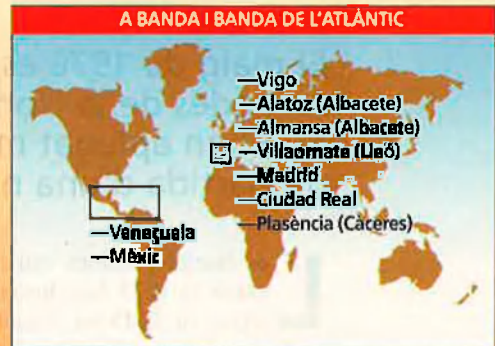 A BANDA I BANDA DE L'ATLÀNTIC
—Vigo
—Alatoz (Albacete)
—Almansa (Albacete)
—Villaornate (Lleó)
—Madrid
—Ciudad Real
—Plasència (Càceres)
—Veneçuela
—Mèxic